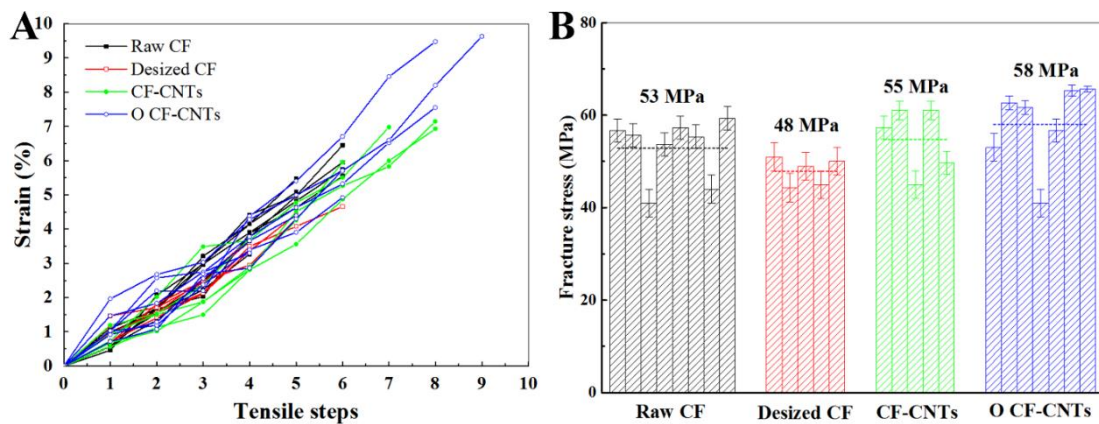 A
Strain (%)
10
9
8
7
6
5
4
3
2
1
0
Raw CF
Desized CF
CF-CNTs
O CF-CNTs
0 1 2 3 4 5 6 7 8 9 10
Tensile steps
B
Fracture stress (MPa)
80
60
40
20
0
53 MPa
48 MPa
55 MPa
58 MPa
Raw CF Desized CF CF-CNTs O CF-CNTs